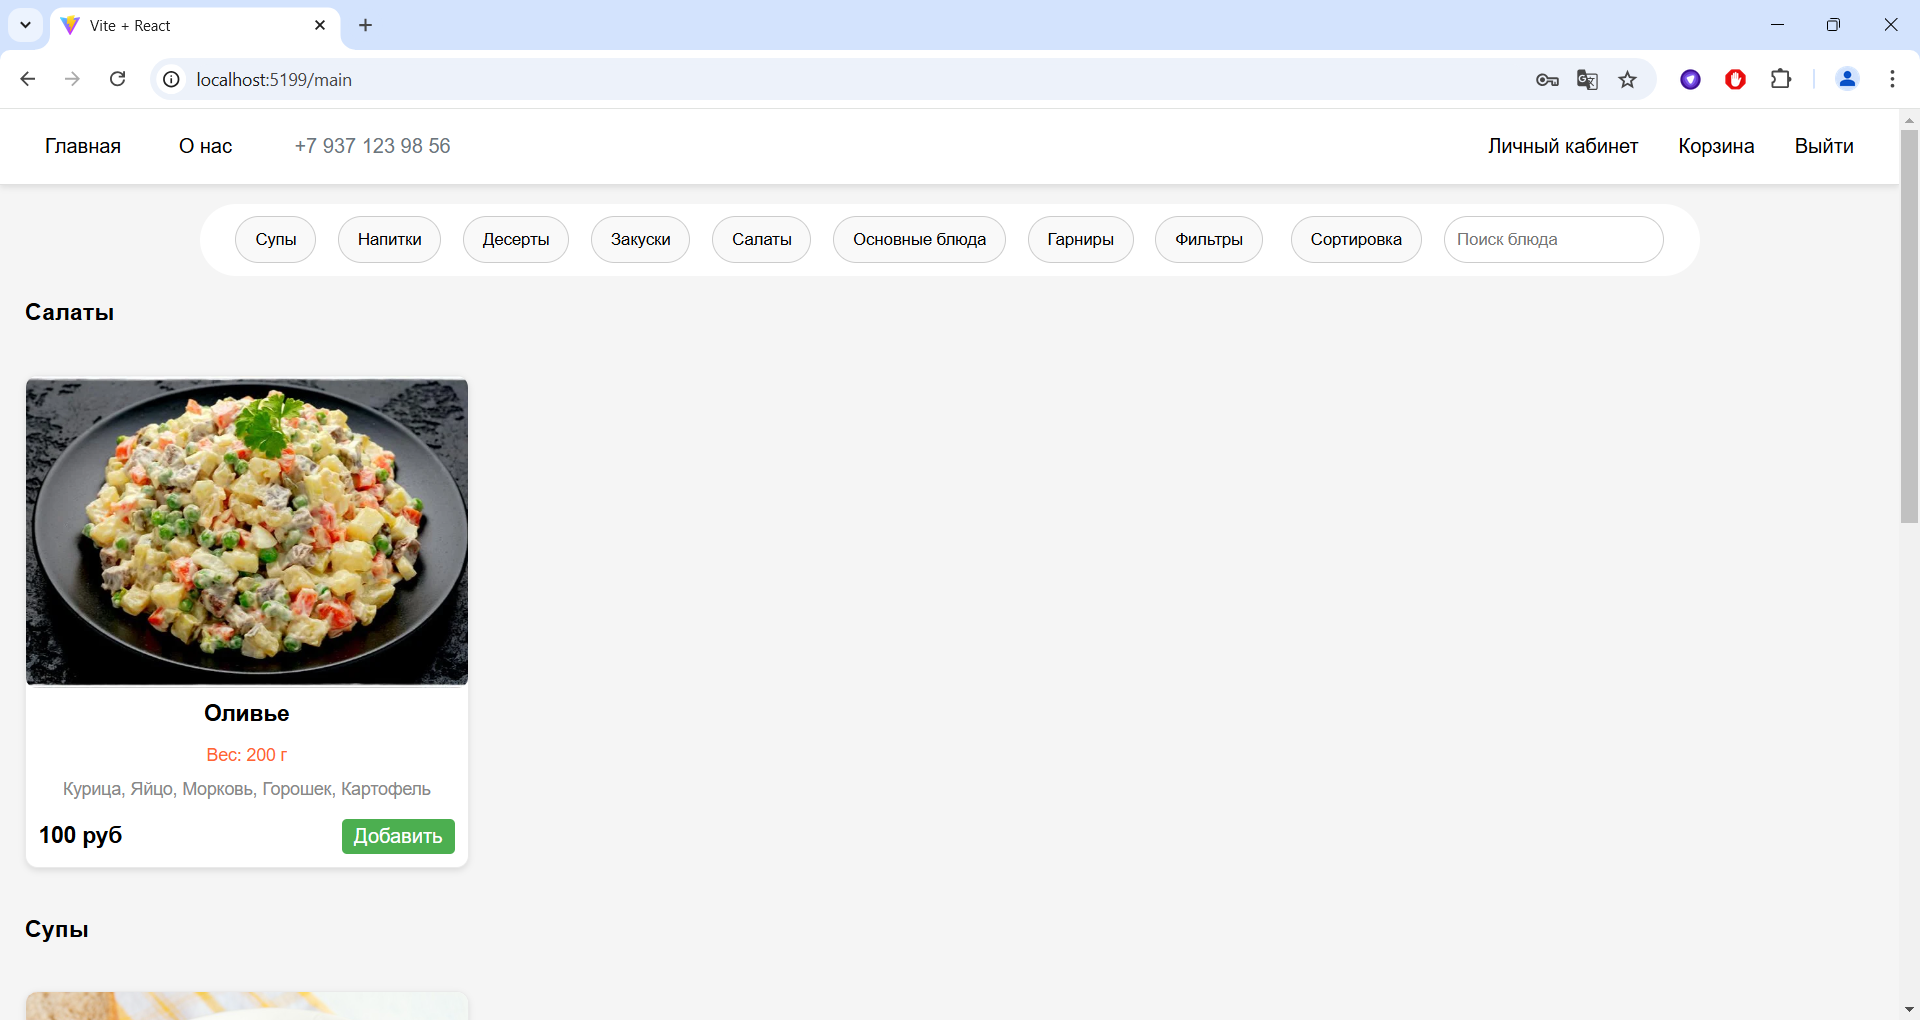 Vite + React
localhost:5199/main
Главная О нас +7 937 123 98 56 Личный кабинет Корзина Выйти
Супы Напитки Десерты Закуски Салаты Основные блюда Гарниры Фильтры Сортировка Поиск блюда
Салаты
Оливье
Вес: 200 г
Курица, Яйцо, Морковь, Горошек, Картофель
100 руб Добавить
Супы